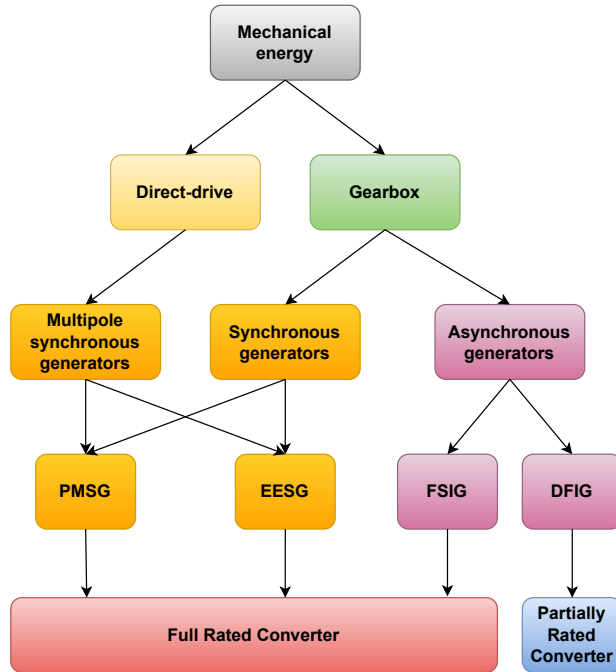 Mechanical
energy
Direct-drive
Gearbox
Multipole
synchronous
generators
Synchronous
generators
Asynchronous
generators
PMSG
EESG
FSIG
DFIG
Full Rated Converter
Partially
Rated
Converter